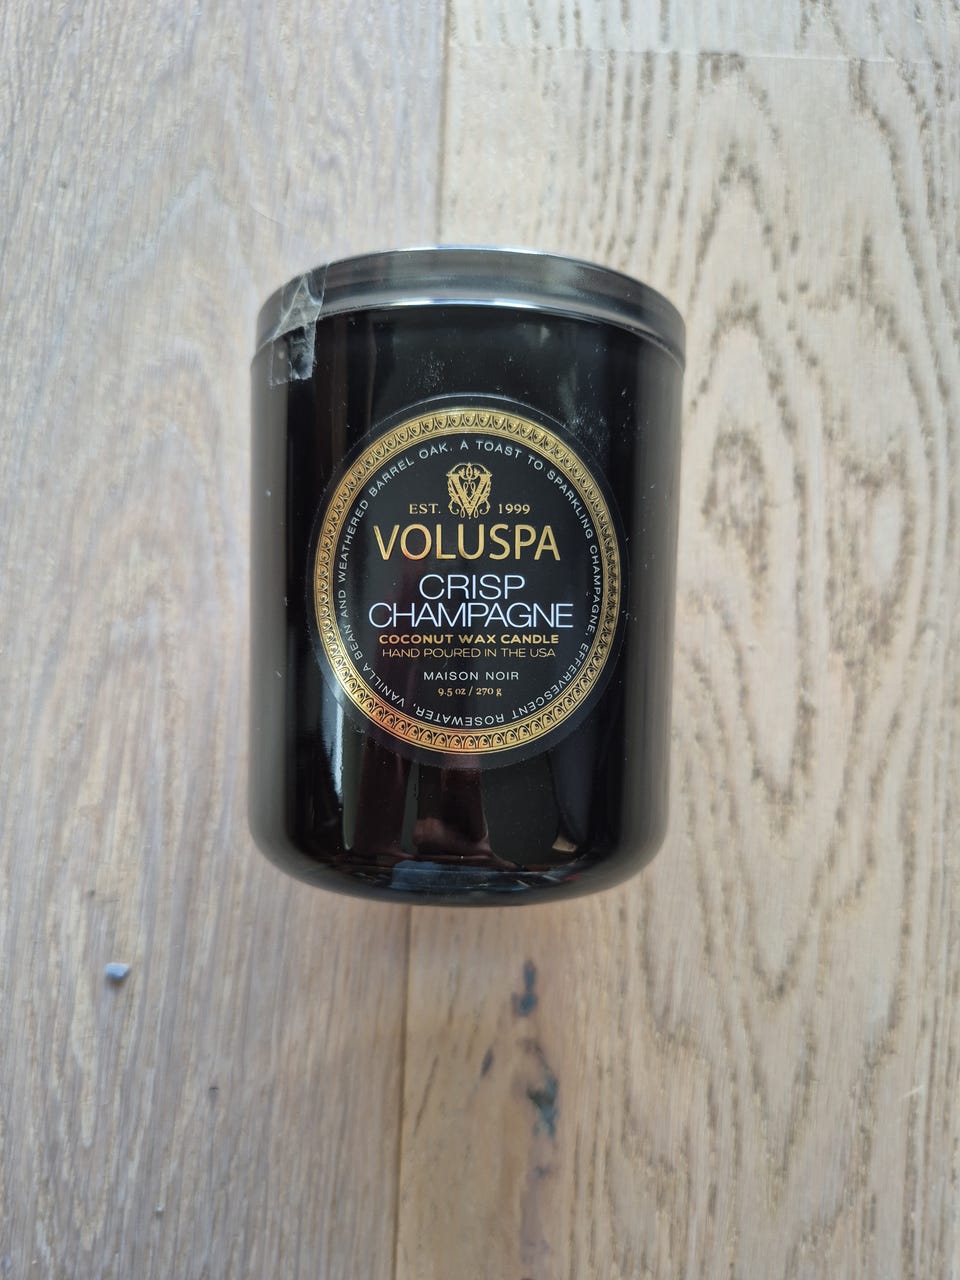 A TOAST TO SPARKLING CHAMPAGNE, EFFERVESCENT ROSEWATER, VANILLA BEAN AND WEATHERED BARREL OAK.
EST. 1999
VOLUSPA
CRISP
CHAMPAGNE
COCONUT WAX CANDLE
HAND POURED IN THE USA
MAISON NOIR
9.5 oz / 270 g